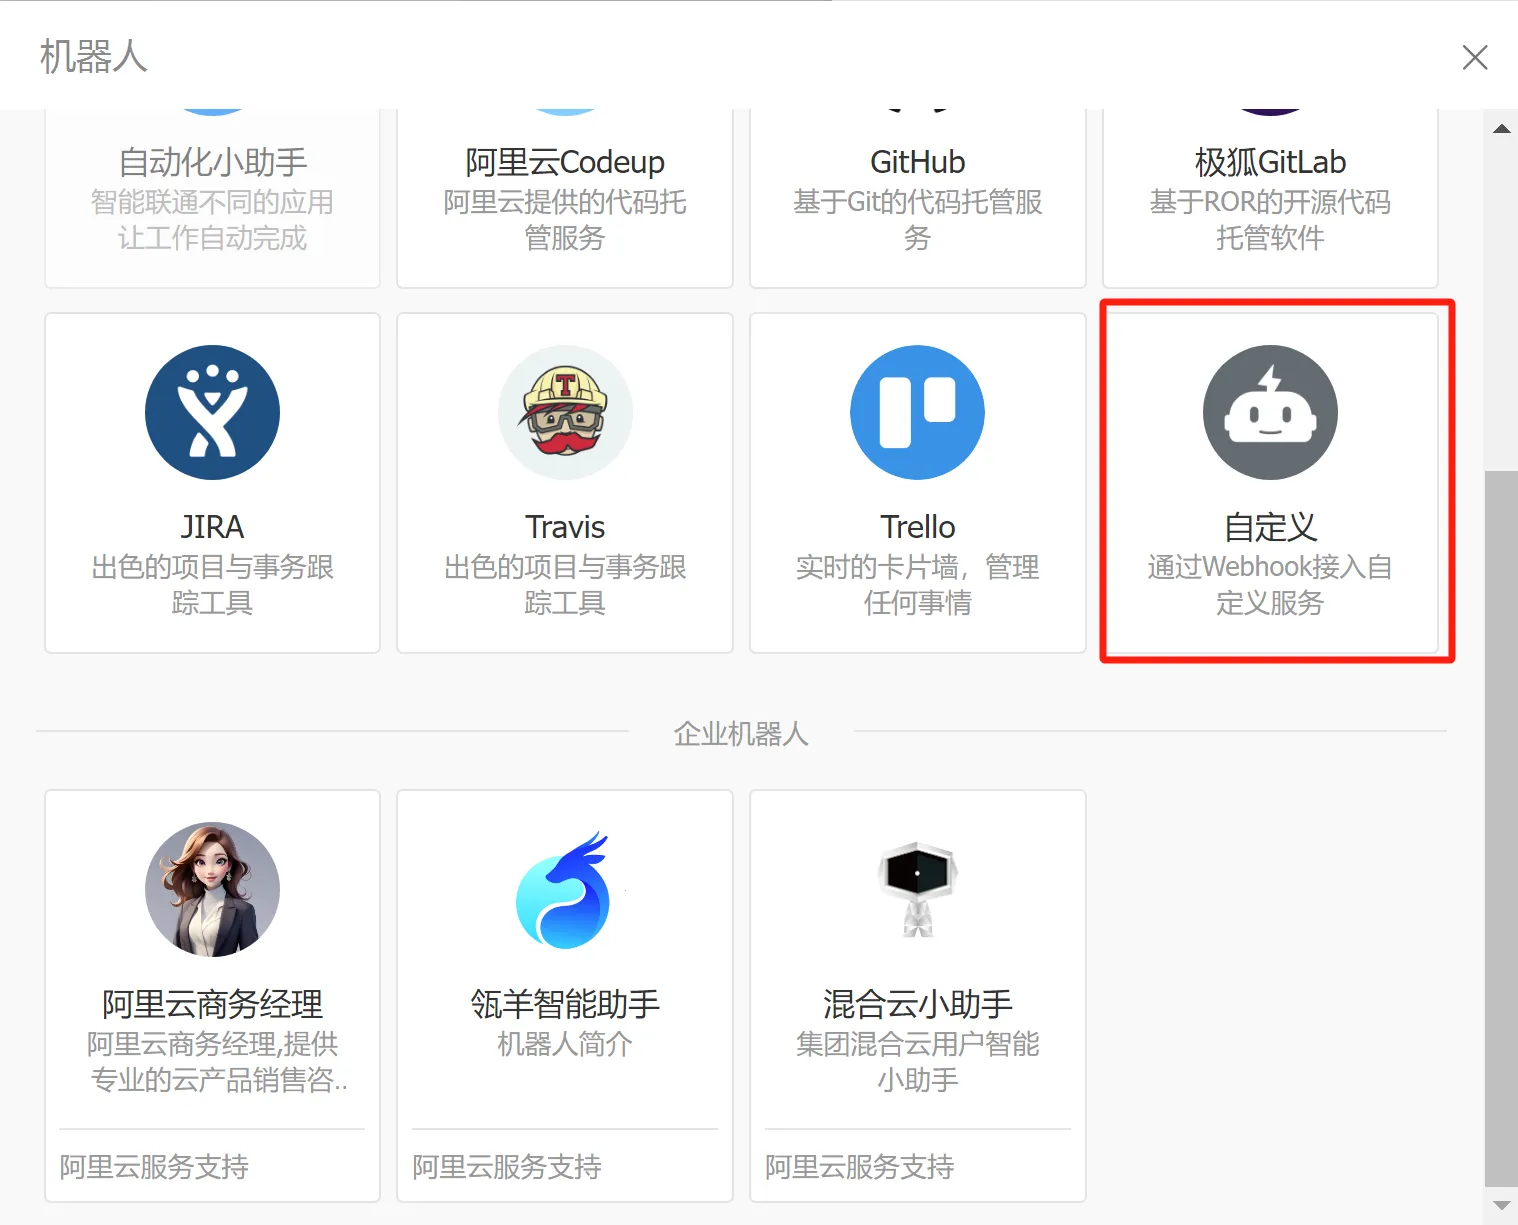 机器人
自动化小助手
智能联通不同的应用
让工作自动完成
阿里云Codeup
阿里云提供的代码托
管服务
GitHub
基于Git的代码托管服
务
极狐GitLab
基于ROR的开源代码
托管软件
JIRA
出色的项目与事务跟
踪工具
Travis
出色的项目与事务跟
踪工具
Trello
实时的卡片墙，管理
任何事情
自定义
通过Webhook接入自
定义服务
企业机器人
阿里云商务经理
阿里云商务经理,提供
专业的云产品销售咨..
阿里云服务支持
瓴羊智能助手
机器人简介
阿里云服务支持
混合云小助手
集团混合云用户智能
小助手
阿里云服务支持